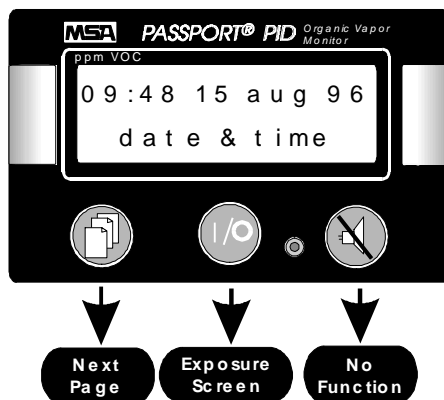 MSA PASSPORT® PID Organic Vapor
Monitor
ppm VOC
09:48 15 aug 96
date & time
I/O
Next
Page
Exposure
Screen
No
Function